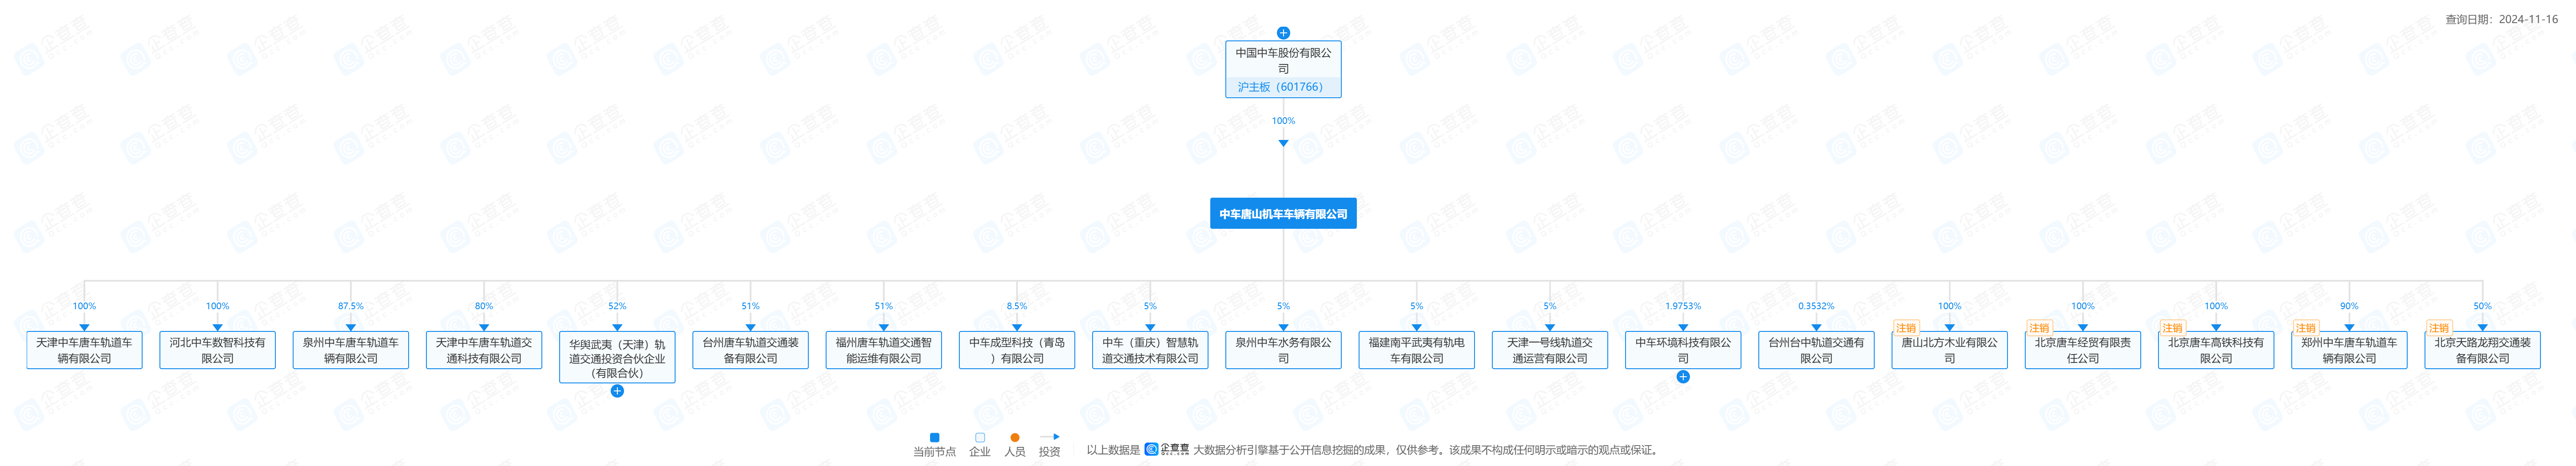 查询日期：2024-11-16
中国中车股份有限公
司
沪主板（601766）
100%
中车唐山机车车辆有限公司
100%
天津中车唐车轨道车
辆有限公司
100%
河北中车数智科技有
限公司
87.5%
泉州中车唐车轨道车
辆有限公司
80%
天津中车唐车轨道交
通科技有限公司
52%
华舆武夷（天津）轨
道交通投资合伙企业
（有限合伙）
51%
台州唐车轨道交通装
备有限公司
51%
福州唐车轨道交通智
能运维有限公司
8.5%
中车成型科技（青岛
）有限公司
5%
中车（重庆）智慧轨
道交通技术有限公司
5%
泉州中车水务有限公
司
5%
福建南平武夷有轨电
车有限公司
5%
天津一号线轨道交
通运营有限公司
1.9753%
中车环境科技有限公
司
0.3532%
台州台中轨道交通有
限公司
100%
注销
唐山北方木业有限公
司
100%
注销
北京唐车经贸有限责
任公司
100%
注销
北京唐车高铁科技有
限公司
90%
注销
郑州中车唐车轨道车
辆有限公司
50%
注销
北京天路龙翔交通装
备有限公司
当前节点 企业 人员 投资
以上数据是 企查查 Qcc.com 大数据分析引擎基于公开信息挖掘的成果，仅供参考。该成果不构成任何明示或暗示的观点或保证。